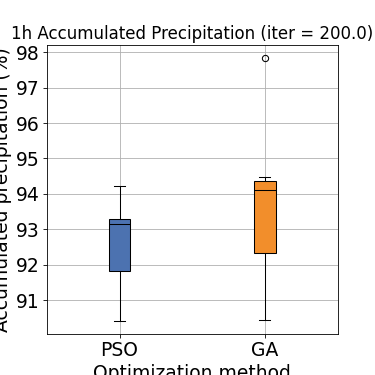 1h Accumulated Precipitation (iter = 200.0)
Accumulated precipitation (%)
98
97
96
95
94
93
92
91
PSO GA
Optimization method